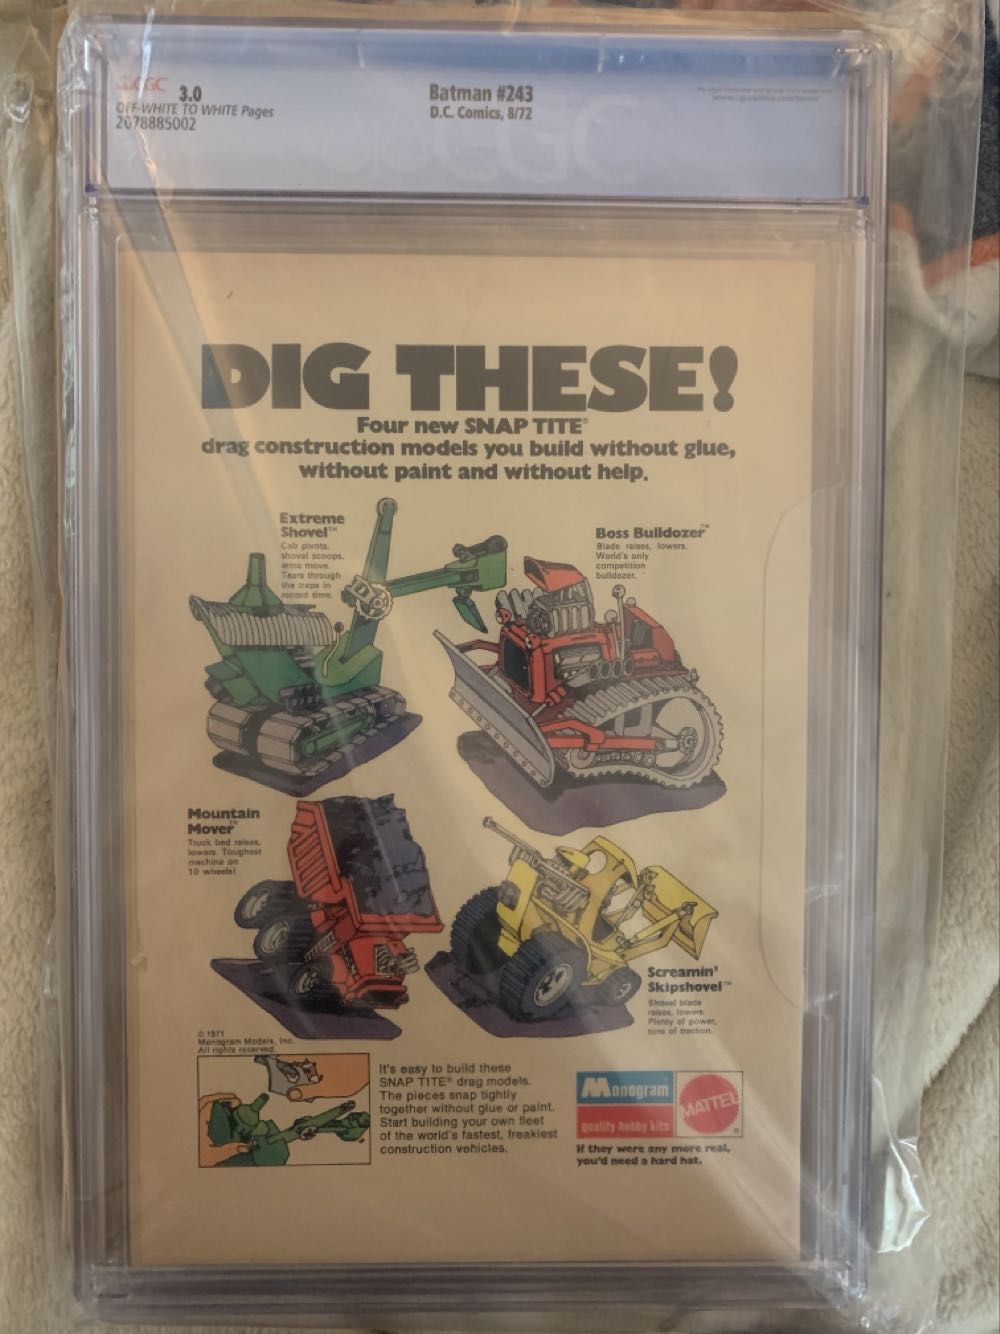 CGC 3.0
OFF-WHITE TO WHITE Pages
2078885002
Batman #243
D.C. Comics, 8/72
CGC
DIG THESE!
Four new SNAP TITE®
drag construction models you build without glue,
without paint and without help.
Extreme
Shovel™
Cab pivots,
shovel scoops,
arms move.
Tears through
the traps in
record time.
Boss Bulldozer™
Blade raises, lowers.
World's only
competition
bulldozer.
Mountain
Mover™
Truck bed raises,
lowers. Toughest
machine on
10 wheels!
Screamin'
Skipshovel™
Shovel blade
raises, lowers.
Plenty of power,
tons of traction.
© 1971
Monogram Models, Inc.
All rights reserved.
It's easy to build these
SNAP TITE® drag models.
The pieces snap tightly
together without glue or paint.
Start building your own fleet
of the world's fastest, freakiest
construction vehicles.
Monogram
quality hobby kits
MATTEL®
If they were any more real,
you'd need a hard hat.